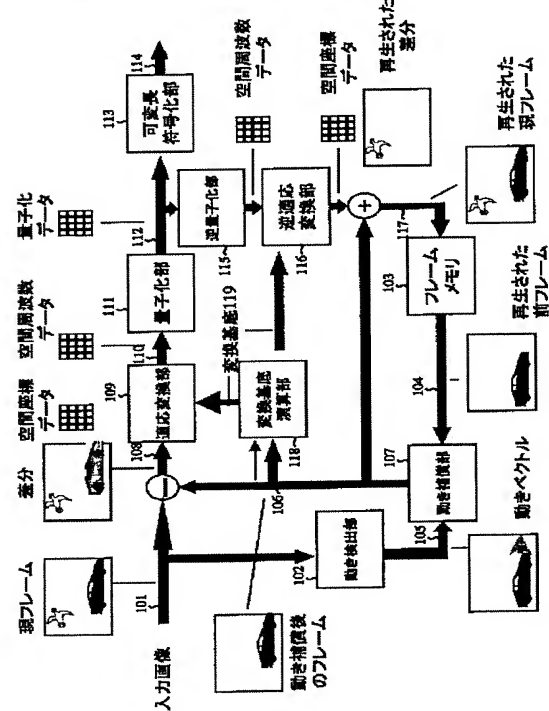 現フレーム
差分
空間座標
データ
空間周波数
データ
量子化
データ
入力画像
101
108
109
適応変換部
110
111
量子化部
112
113
可変長
符号化部
114
102
動き検出部
106
118
変換基底
演算部
変換基底119
115
逆量子化部
空間周波数
データ
116
逆適応
変換部
空間座標
データ
動き補償後
のフレーム
再生された
差分
105
107
動き補償部
104
103
フレーム
メモリ
117
動きベクトル
再生された
前フレーム
再生された
現フレーム